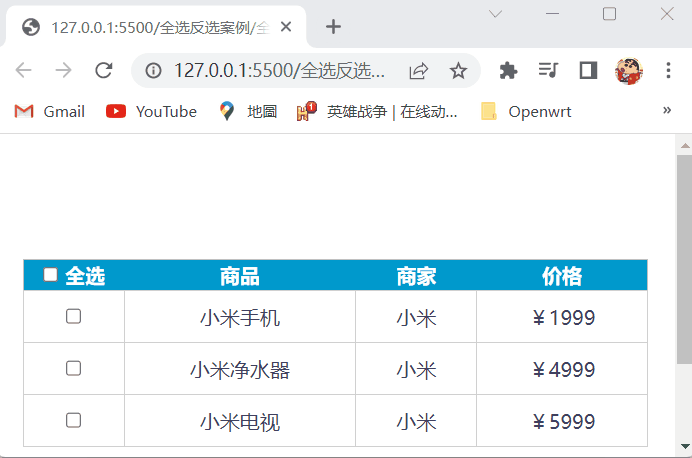 127.0.0.1:5500/全选反选案例/全
127.0.0.1:5500/全选反选...
Gmail YouTube 地圖 英雄战争 | 在线动... Openwrt »
全选 商品 商家 价格
小米手机 小米 ¥1999
小米净水器 小米 ¥4999
小米电视 小米 ¥5999